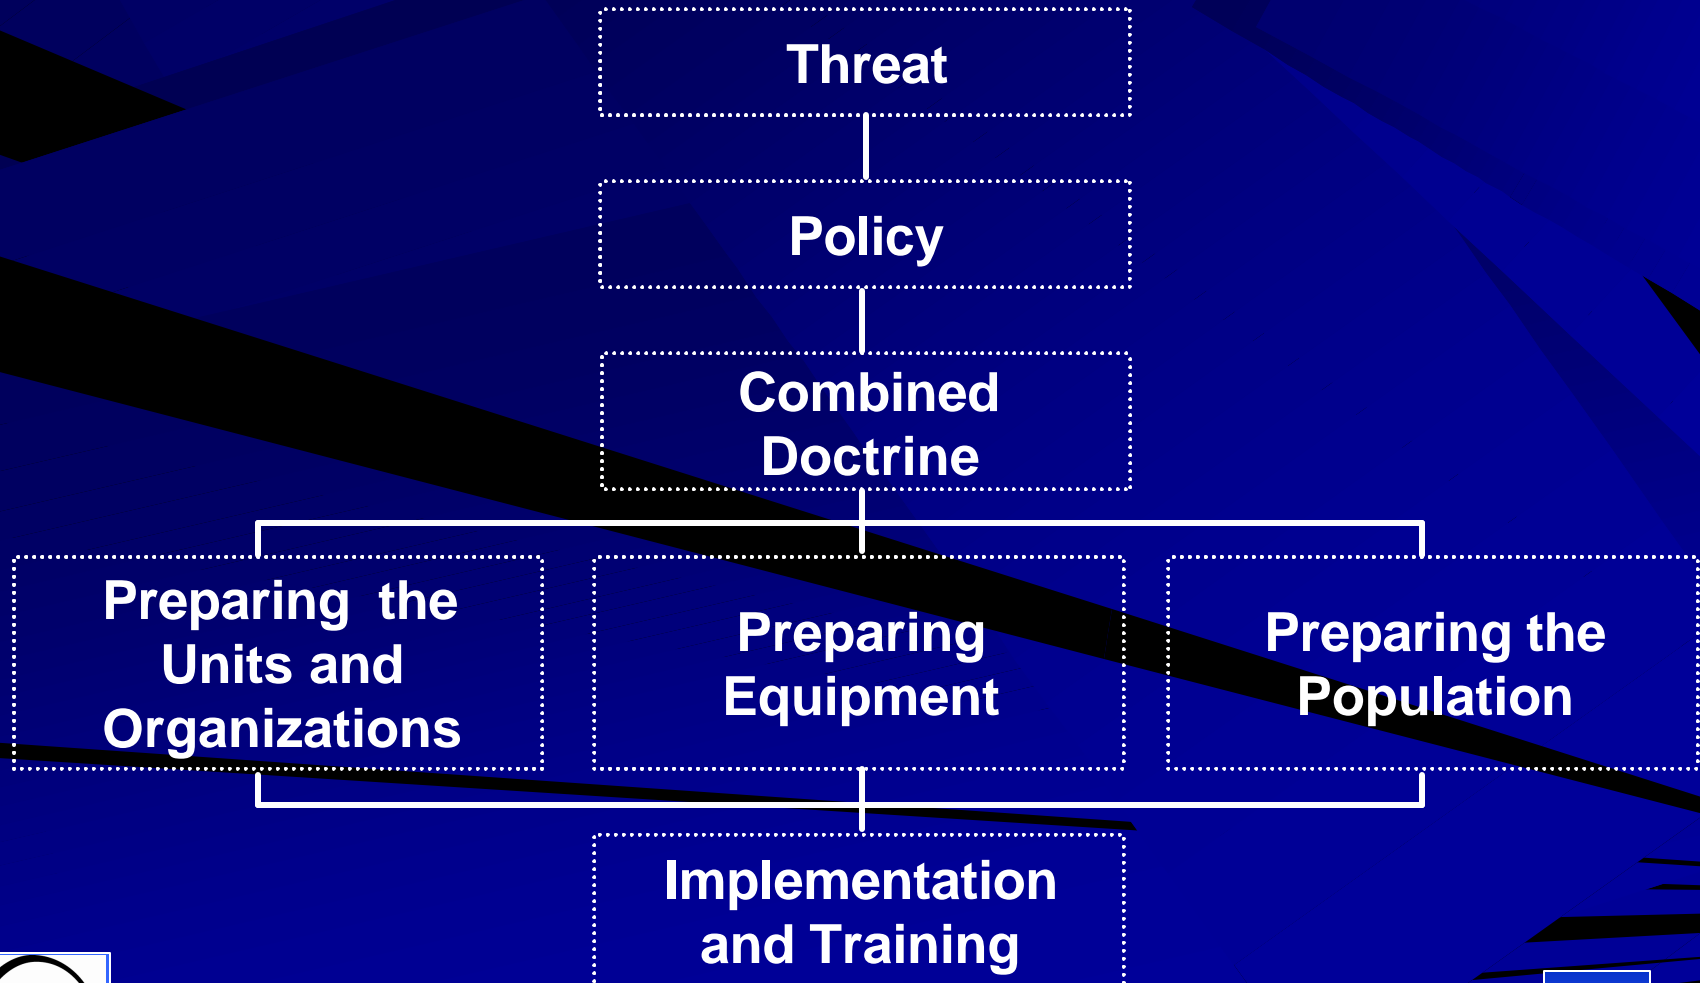 Threat
Policy
Combined
Doctrine
Preparing the
Units and
Organizations
Preparing
Equipment
Preparing the
Population
Implementation
and Training